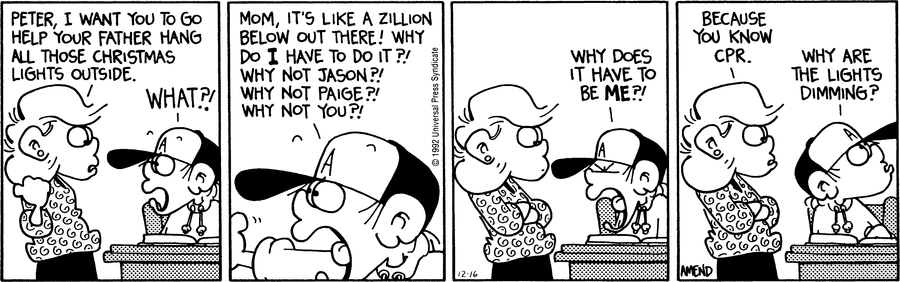 PETER, I WANT YOU TO GO
HELP YOUR FATHER HANG
ALL THOSE CHRISTMAS
LIGHTS OUTSIDE.
WHAT?!
A
MOM, IT'S LIKE A ZILLION
BELOW OUT THERE! WHY
DO I HAVE TO DO IT?!
WHY NOT JASON?!
WHY NOT PAIGE?!
WHY NOT YOU?!
A
© 1992 Universal Press Syndicate
WHY DOES
IT HAVE TO
BE ME?!
A
12-16
BECAUSE
YOU KNOW
CPR.
WHY ARE
THE LIGHTS
DIMMING?
A
AMEND